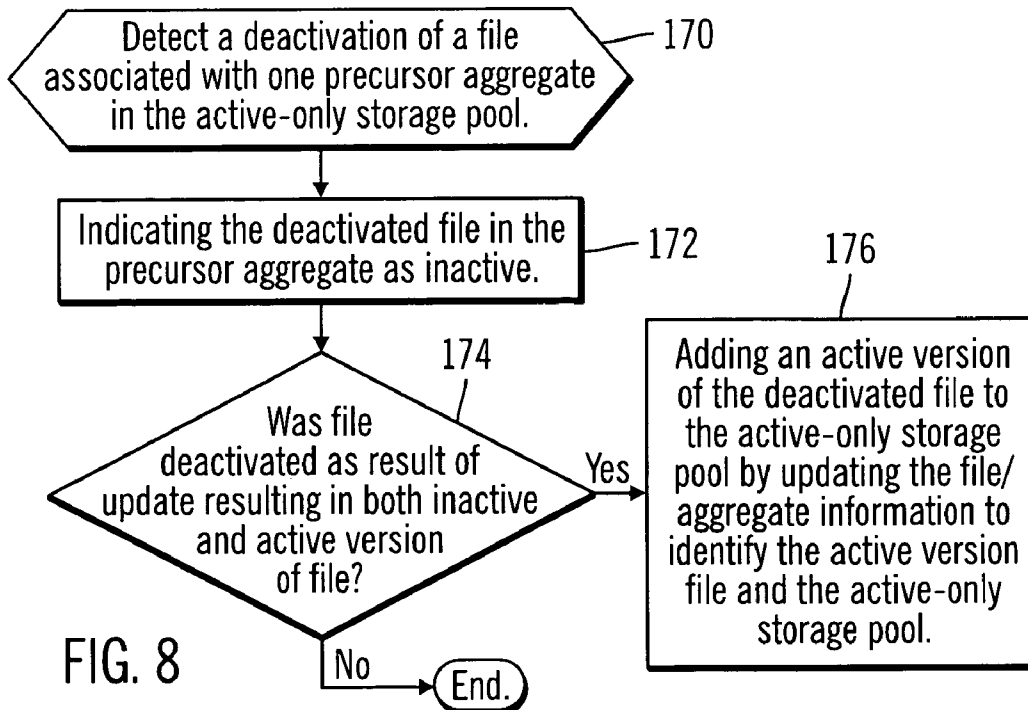 Detect a deactivation of a file
associated with one precursor aggregate
in the active-only storage pool.
170
Indicating the deactivated file in the
precursor aggregate as inactive.
172
174
Was file
deactivated as result of
update resulting in both inactive
and active version
of file?
Yes
176
Adding an active version
of the deactivated file to
the active-only storage
pool by updating the file/
aggregate information to
identify the active version
file and the active-only
storage pool.
No
End.
FIG. 8